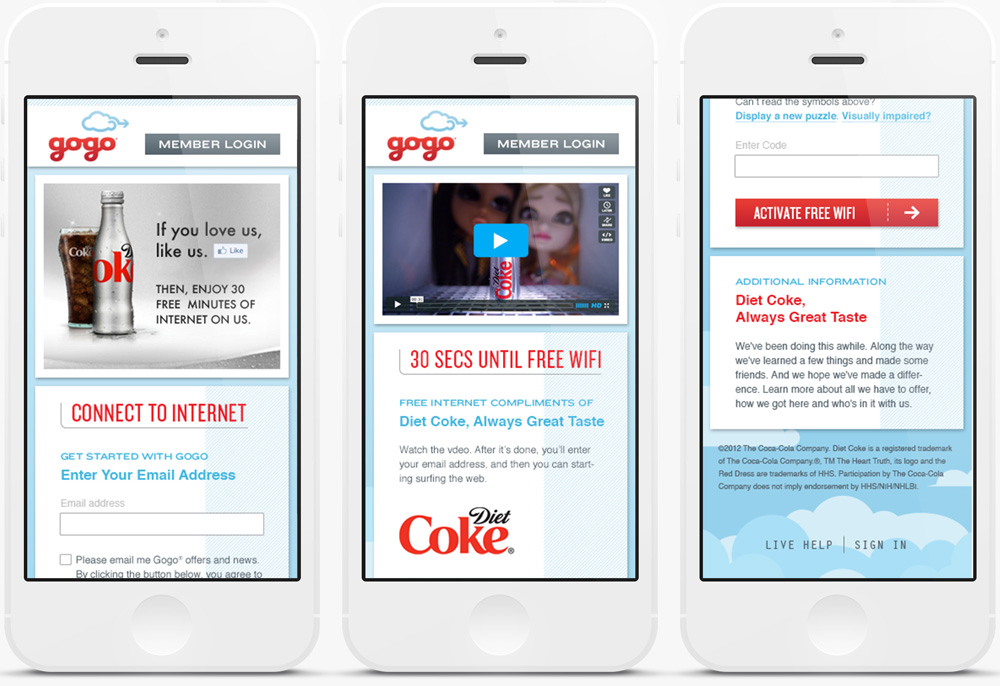 gogo
MEMBER LOGIN
If you love us,
like us. Like
THEN, ENJOY 30
FREE MINUTES OF
INTERNET ON US.
CONNECT TO INTERNET
GET STARTED WITH GOGO
Enter Your Email Address
Email address
Please email me Gogo® offers and news.
By clicking the button below, you agree to
gogo
MEMBER LOGIN
Diet
Coke
HD
30 SECS UNTIL FREE WIFI
FREE INTERNET COMPLIMENTS OF
Diet Coke, Always Great Taste
Watch the vdeo. After it's done, you'll enter
your email address, and then you can start-
ing surfing the web.
Diet
Coke®
Can't read the symbols above?
Display a new puzzle. Visually Impaired?
Enter Code
ACTIVATE FREE WIFI
ADDITIONAL INFORMATION
Diet Coke,
Always Great Taste
We've been doing this awhile. Along the way
we've learned a few things and made some
friends. And we hope we've made a differ-
ence. Learn more about all we have to offer,
how we got here and who's in it with us.
©2012 The Coca-Cola Company. Diet Coke is a registered trademark
of The Coca-Cola Company.®, TM The Heart Truth, its logo and the
Red Dress are trademarks of HHS. Participation by The Coca-Cola
Company does not imply endorsement by HHS/NIH/NHLBI.
LIVE HELP | SIGN IN